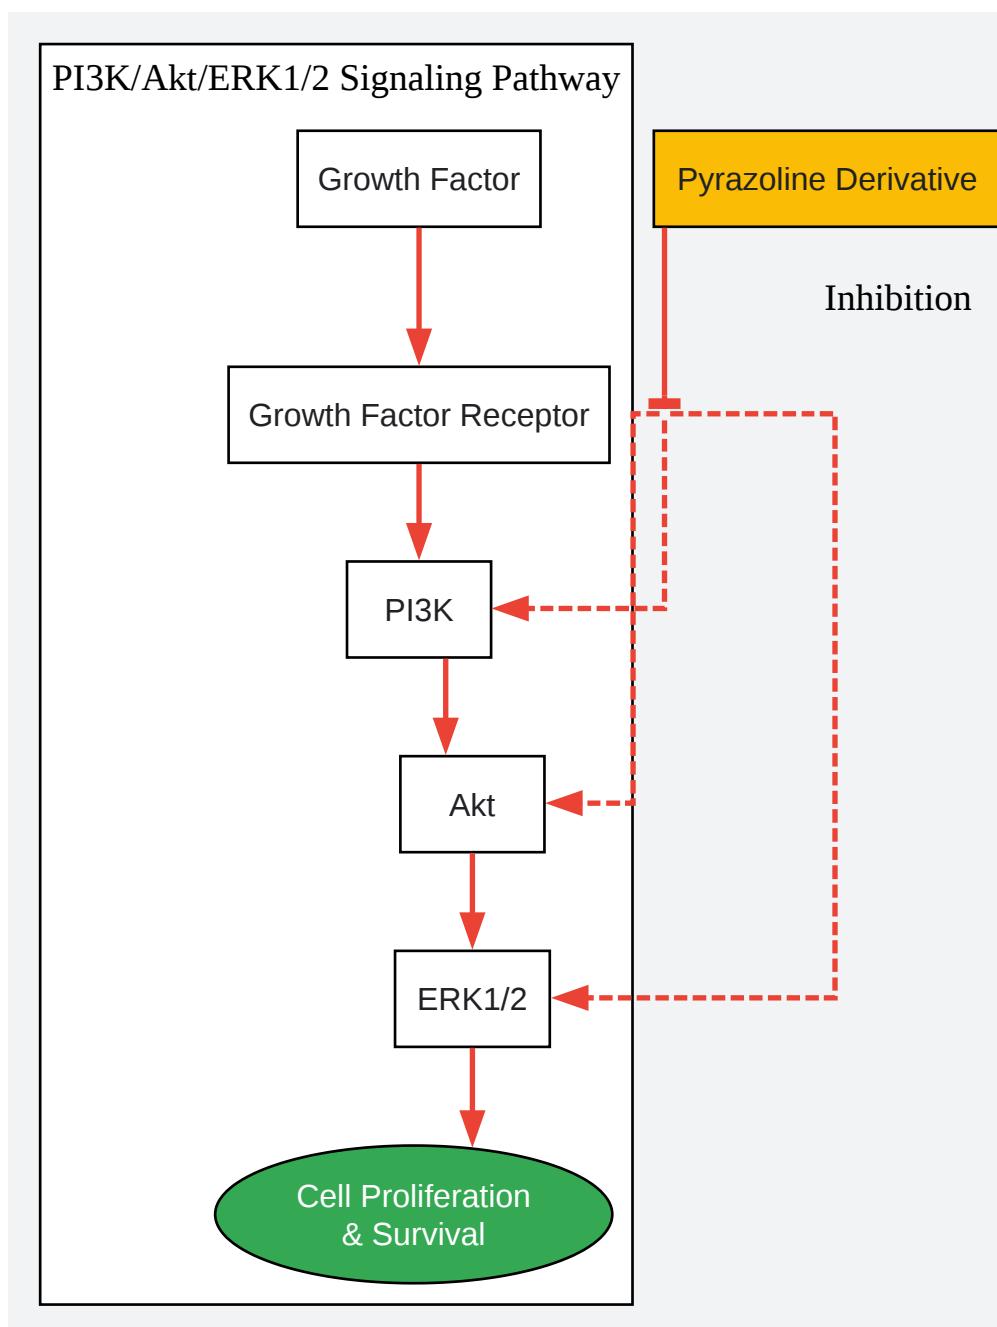 PI3K/Akt/ERK1/2 Signaling Pathway
Growth Factor
Pyrazoline Derivative
Inhibition
Growth Factor Receptor
PI3K
Akt
ERK1/2
Cell Proliferation
& Survival